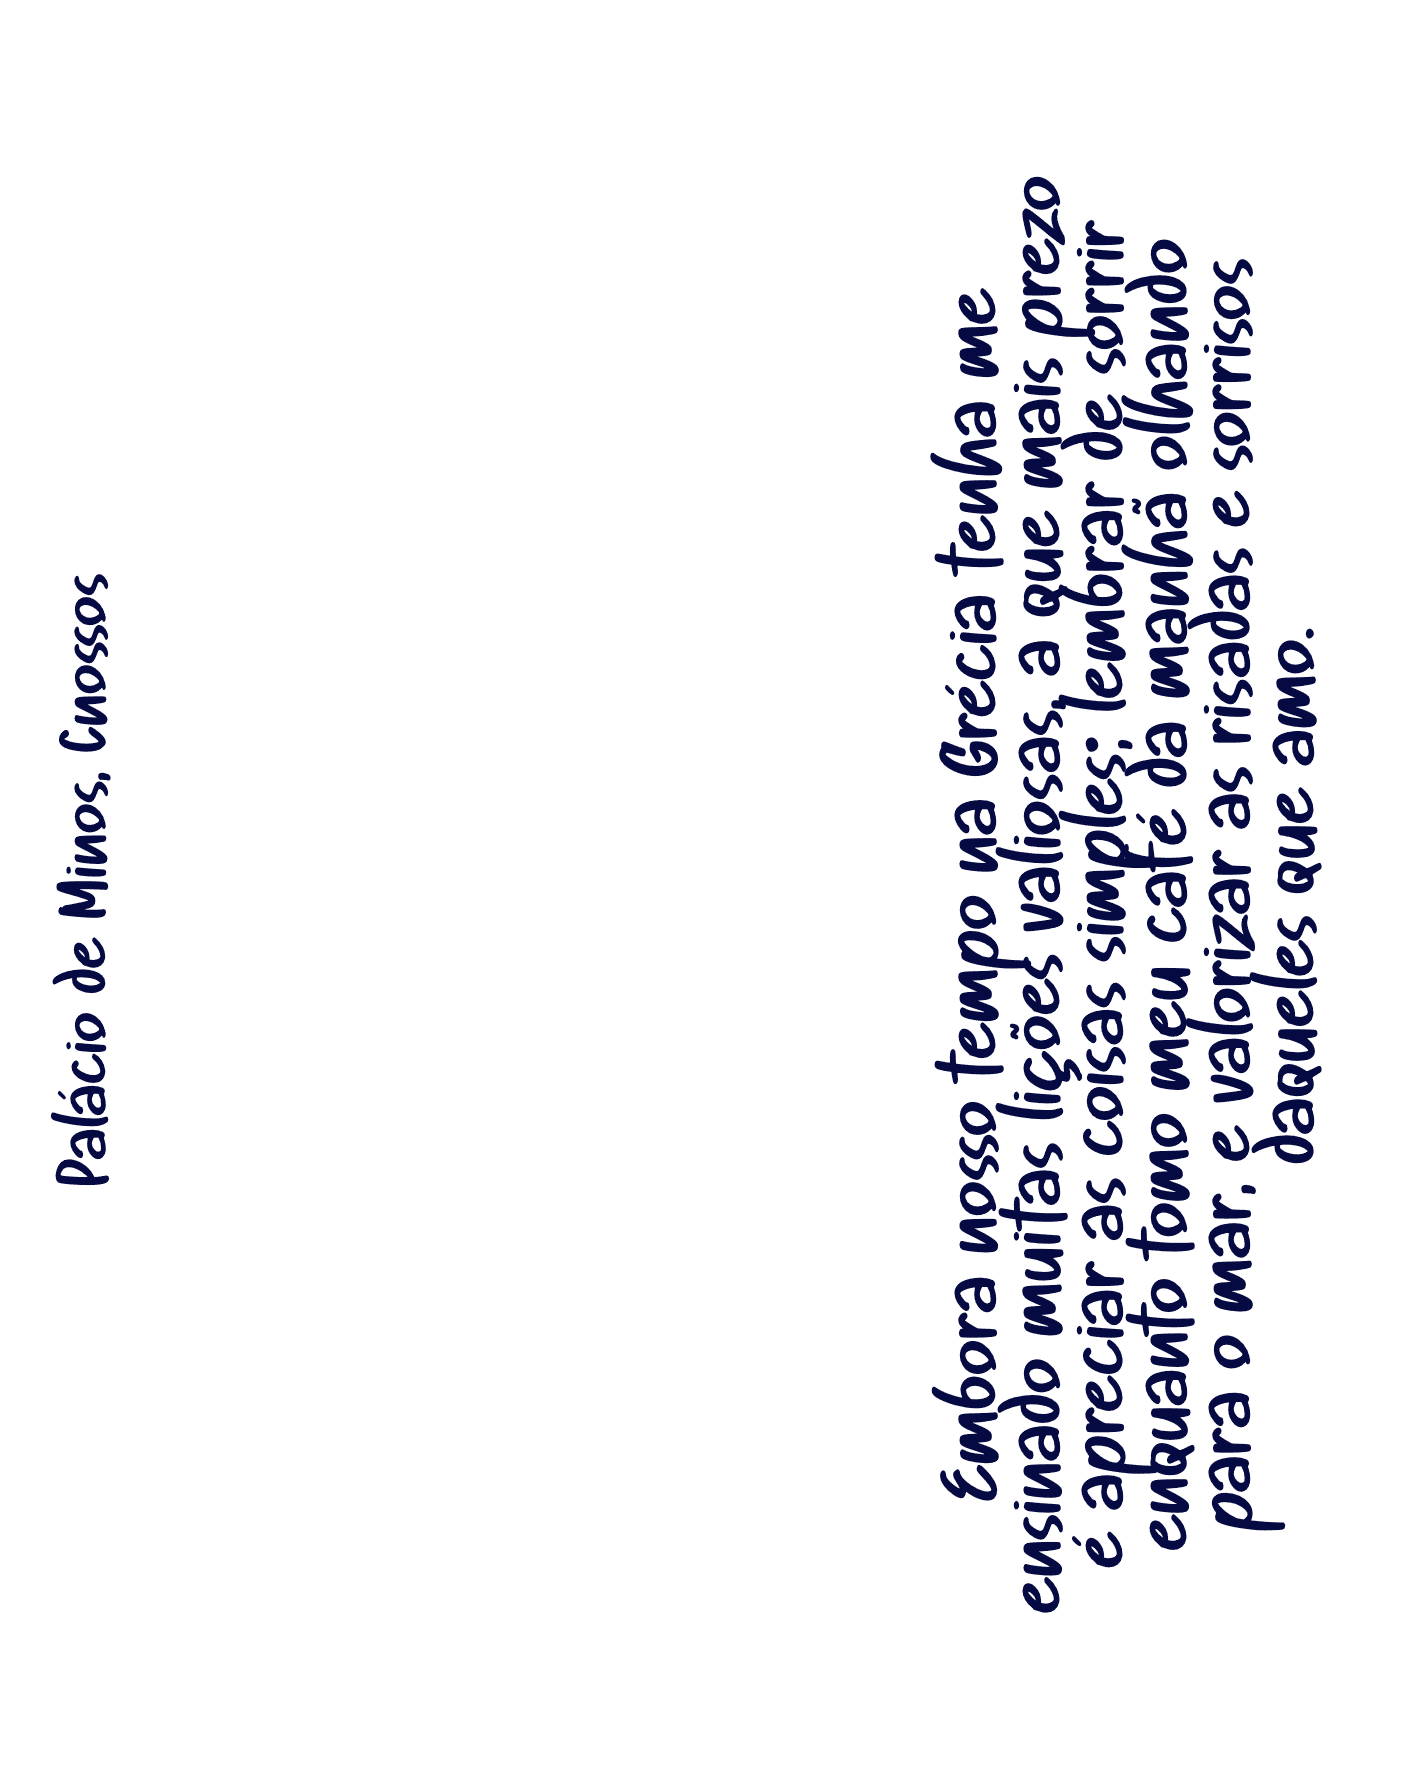 Palácio de Minos, Cnossos
Embora nosso tempo na Grécia tenha me
ensinado muitas lições valiosas, a que mais prezo
é apreciar as coisas simples; lembrar de sorrir
enquanto tomo meu café da manhã olhando
para o mar, e valorizar as risadas e sorrisos
daqueles que amo.